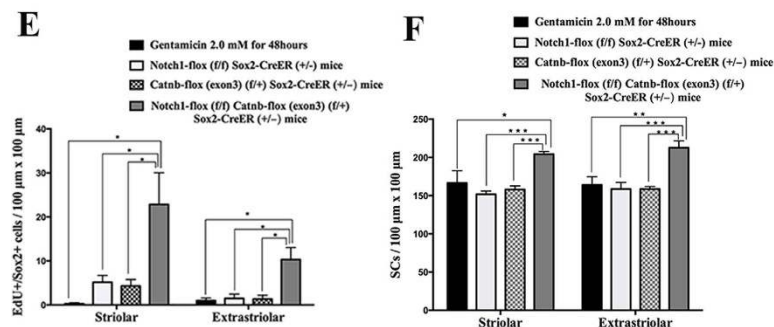 E
Gentamicin 2.0 mM for 48hours
Notch1-flox (f/f) Sox2-CreER (+/-) mice
Catnb-flox (exon3) (f/+) Sox2-CreER (+/−) mice
Notch1-flox (f/f) Catnb-flox (exon3) (f/+)
Sox2-CreER (+/−) mice
EdU+/Sox2+ cells / 100 μm x 100 μm
40
30
20
10
0
*
*
*
*
*
*
Striolar
Extrastriolar
F
Gentamicin 2.0 mM for 48hours
Notch1-flox (f/f) Sox2-CreER (+/-) mice
Catnb-flox (exon3) (f/+) Sox2-CreER (+/−) mice
Notch1-flox (f/f) Catnb-flox (exon3) (f/+)
Sox2-CreER (+/−) mice
SCs / 100 μm x 100 μm
250
200
150
100
50
0
*
***
***
**
***
***
Striolar
Extrastriolar